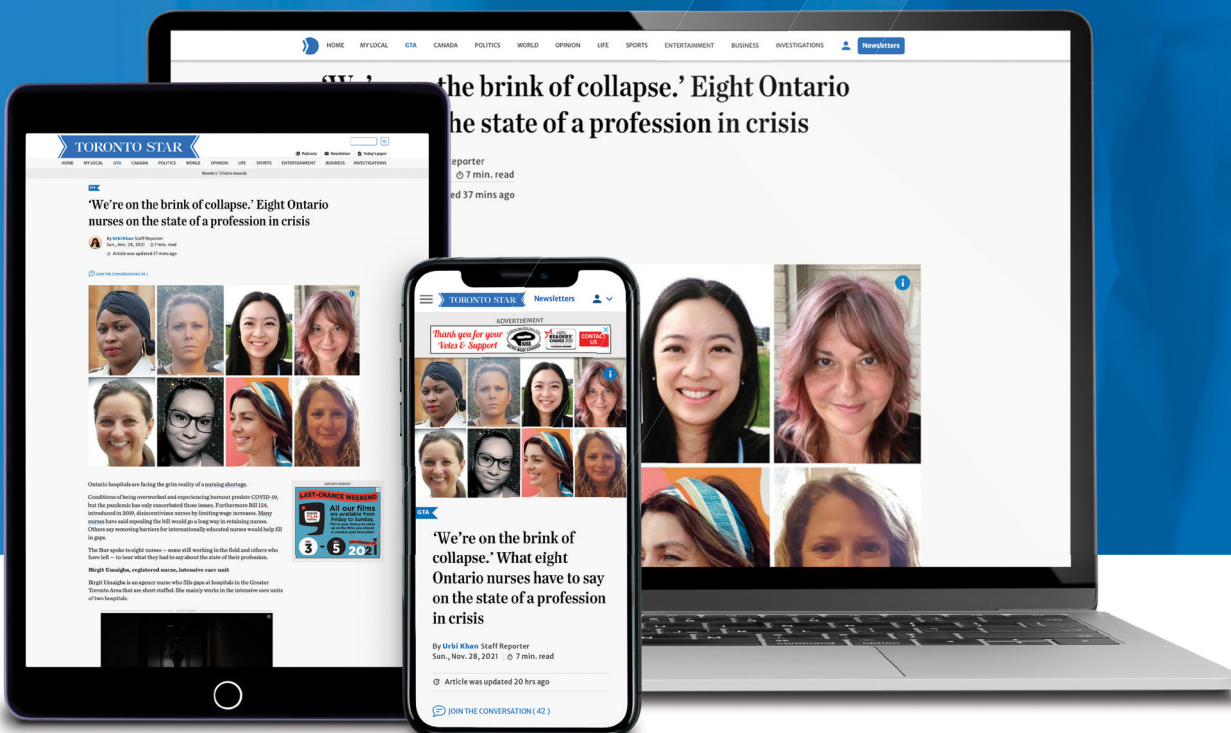 HOME MY LOCAL GTA CANADA POLITICS WORLD OPINION LIFE SPORTS ENTERTAINMENT BUSINESS INVESTIGATIONS Newsletters
the brink of collapse.’ Eight Ontario
he state of a profession in crisis
eporter
7 min. read
ed 37 mins ago
TORONTO STAR
Podcasts Newsletters Today's paper
HOME MY LOCAL GTA CANADA POLITICS WORLD OPINION LIFE SPORTS ENTERTAINMENT BUSINESS INVESTIGATIONS
Readers' Choice Awards
GTA
‘We’re on the brink of collapse.’ Eight Ontario
nurses on the state of a profession in crisis
By Urbi Khan Staff Reporter
Sun., Nov. 28, 2021 7 min. read
Article was updated 37 mins ago
JOIN THE CONVERSATION ( 34 )
Ontario hospitals are facing the grim reality of a nursing shortage.
Conditions of being overworked and experiencing burnout predate COVID-19,
but the pandemic has only exacerbated those issues. Furthermore Bill 124,
introduced in 2019, disincentivizes nurses by limiting wage increases. Many
nurses have said repealing the bill would go a long way in retaining nurses.
Others say removing barriers for internationally educated nurses would help fill
in gaps.
The Star spoke to eight nurses — some still working in the field and others who
have left — to hear what they had to say about the state of their profession.
Birgit Umaigba, registered nurse, intensive care unit
Birgit Umaigba is an agency nurse who fills gaps at hospitals in the Greater
Toronto Area that are short staffed. She mainly works in the intensive care units
of two hospitals.
ADVERTISEMENT
LAST-CHANCE WEEKEND
All our films
are available from
Friday to Sunday.
3 - 5 2021
TORONTO STAR Newsletters
ADVERTISEMENT
Thank you for your
Votes & Support
READERS'
CHOICE
CONTACT
US
GTA
‘We’re on the brink of
collapse.’ What eight
Ontario nurses have to say
on the state of a profession
in crisis
By Urbi Khan Staff Reporter
Sun., Nov. 28, 2021 7 min. read
Article was updated 20 hrs ago
JOIN THE CONVERSATION ( 42 )
command option